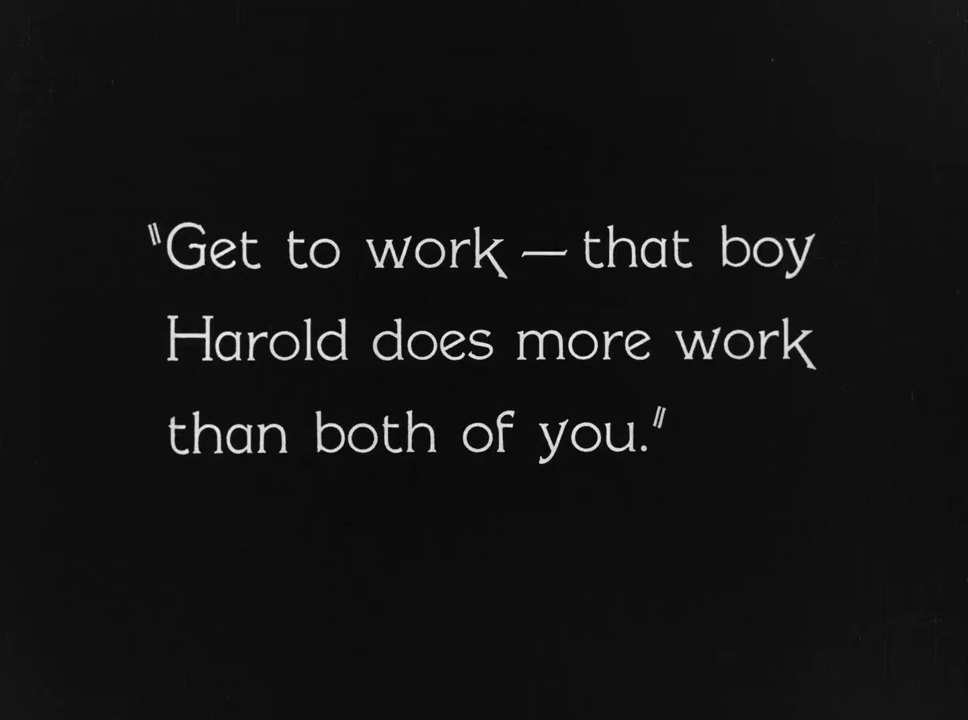 "Get to work — that boy
Harold does more work
than both of you."